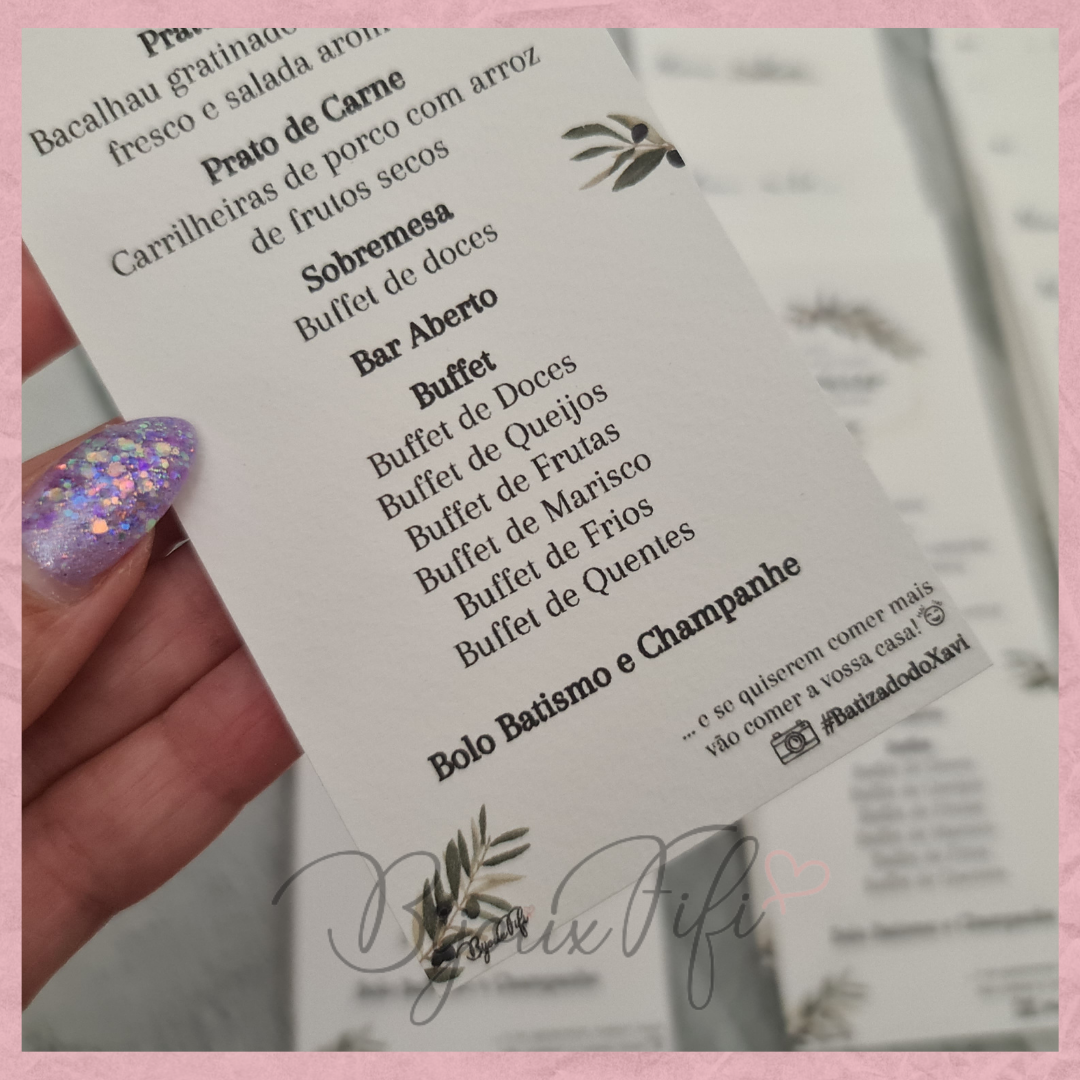 Bacalhau gratinado
fresco e salada
Prato de Carne
Carrilheiras de porco com arroz
de frutos secos
Sobremesa
Buffet de doces
Bar Aberto
Buffet
Buffet de Doces
Buffet de Queijos
Buffet de Frutas
Buffet de Marisco
Buffet de Frios
Buffet de Quentes
Bolo Batismo e Champanhe
...e se quiserem comer mais
vão comer a vossa casa!
#BatizadodoXavi
ByouxFifi
ByouxFifi